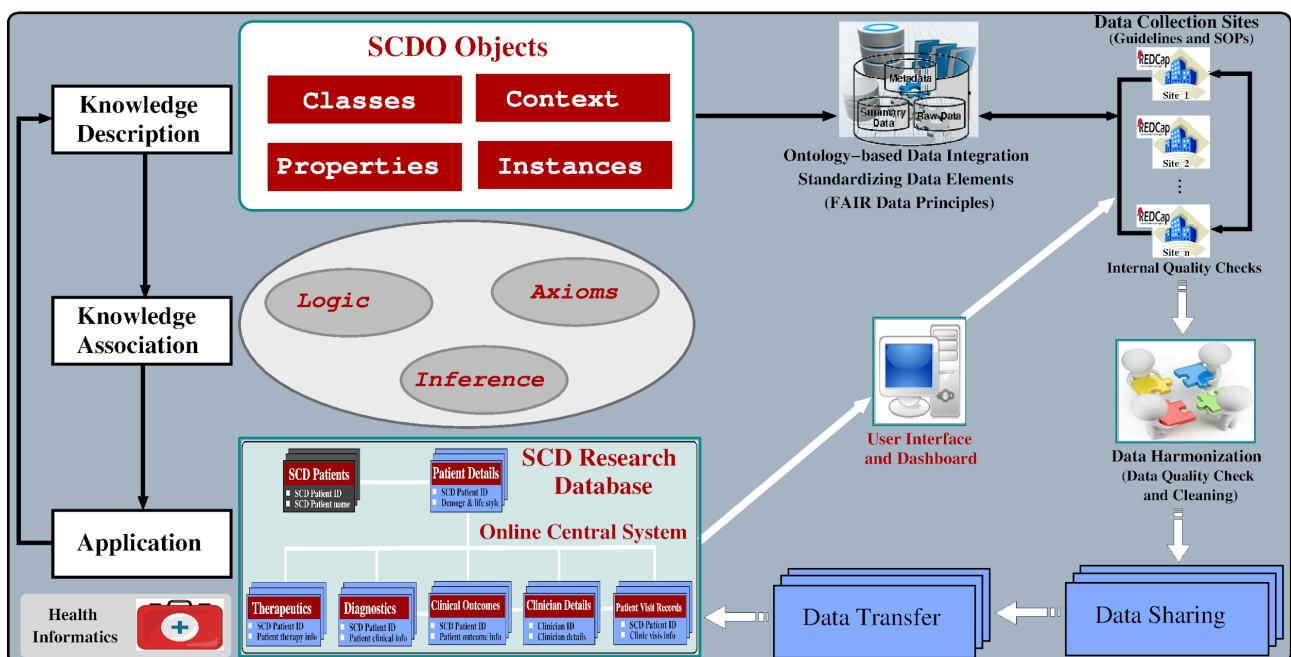 Knowledge
Description
Knowledge
Association
Application
Health
Informatics
SCDO Objects
Classes
Context
Properties
Instances
Logic
Axioms
Inference
SCD Research
Database
Online Central System
SCD Patients
SCD Patient ID
SCD Patient name
Patient Details
SCD Patient ID
Demogr & life style
Therapeutics
SCD Patient ID
Patient therapy info
Diagnostics
SCD Patient ID
Patient clinical info
Clinical Outcomes
SCD Patient ID
Patient outcome info
Clinician Details
Clinician ID
Clinician details
Patient Visit Records
SCD Patient ID
Clinic visis info
Metadata
Summary
Data
Raw Data
Ontology−based Data Integration
Standardizing Data Elements
(FAIR Data Principles)
Data Collection Sites
(Guidelines and SOPs)
REDCap
Site_1
REDCap
Site_2
⋮
REDCap
Site_n
Internal Quality Checks
User Interface
and Dashboard
Data Harmonization
(Data Quality Check
and Cleaning)
Data Sharing
Data Transfer